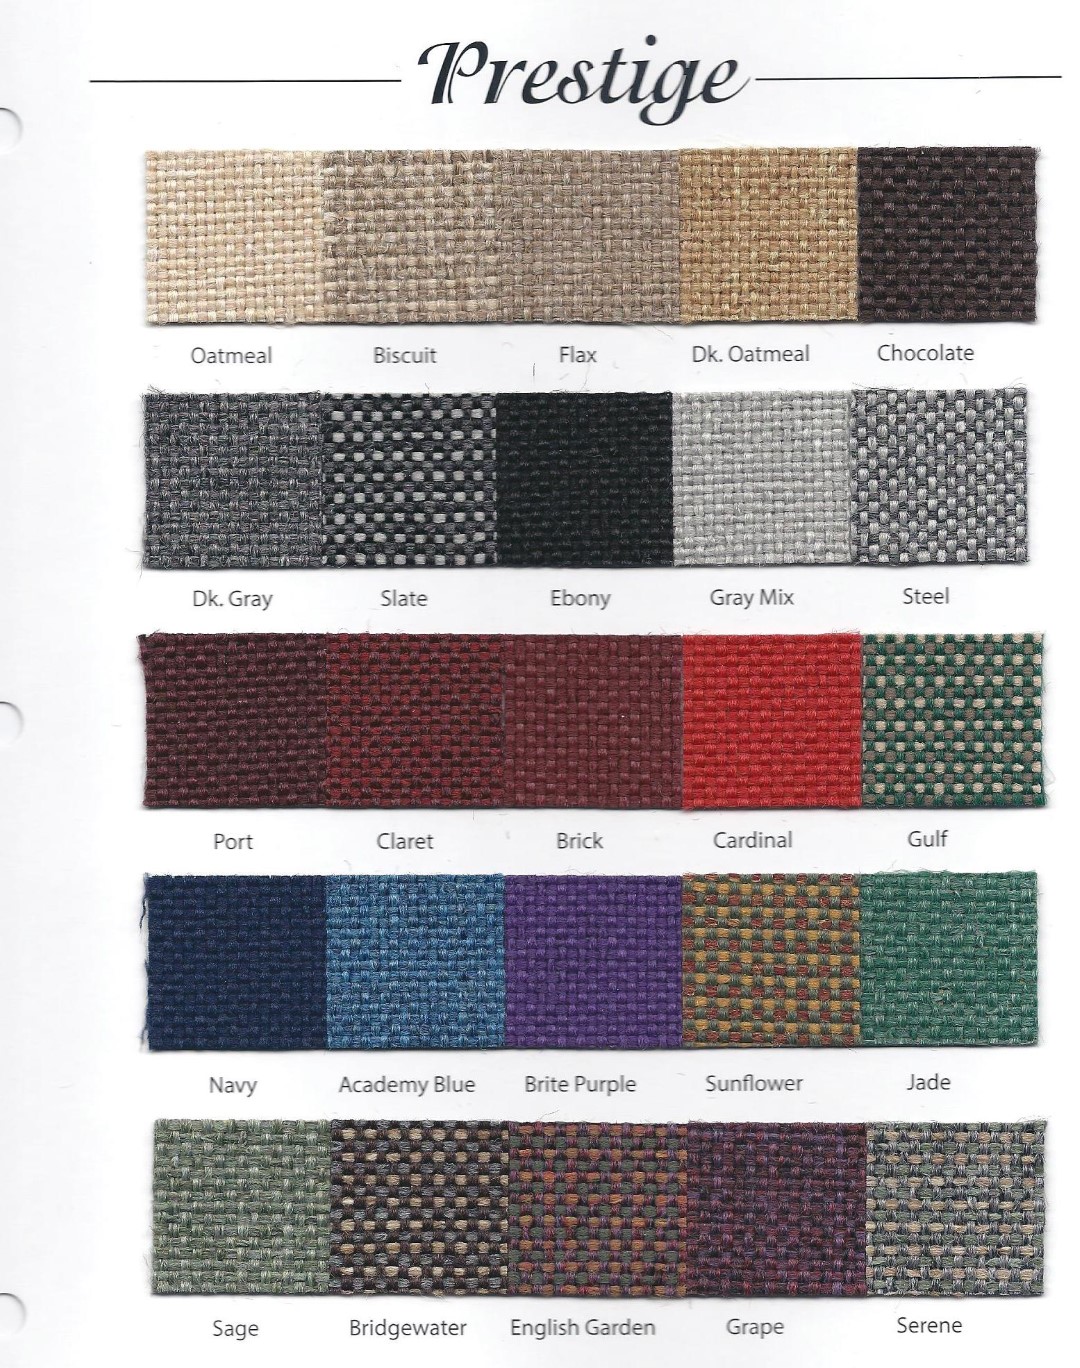 Prestige
Oatmeal Biscuit Flax Dk. Oatmeal Chocolate
Dk. Gray Slate Ebony Gray Mix Steel
Port Claret Brick Cardinal Gulf
Navy Academy Blue Brite Purple Sunflower Jade
Sage Bridgewater English Garden Grape Serene